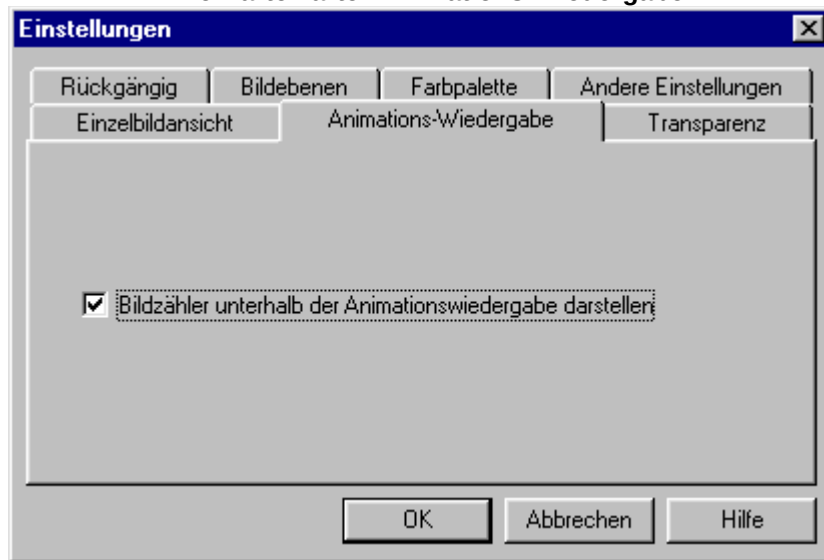 Einstellungen
Rückgängig Bildebenen Farbpalette Andere Einstellungen
Einzelbildansicht Animations-Wiedergabe Transparenz
Bildzähler unterhalb der Animationswiedergabe darstellen
OK Abbrechen Hilfe